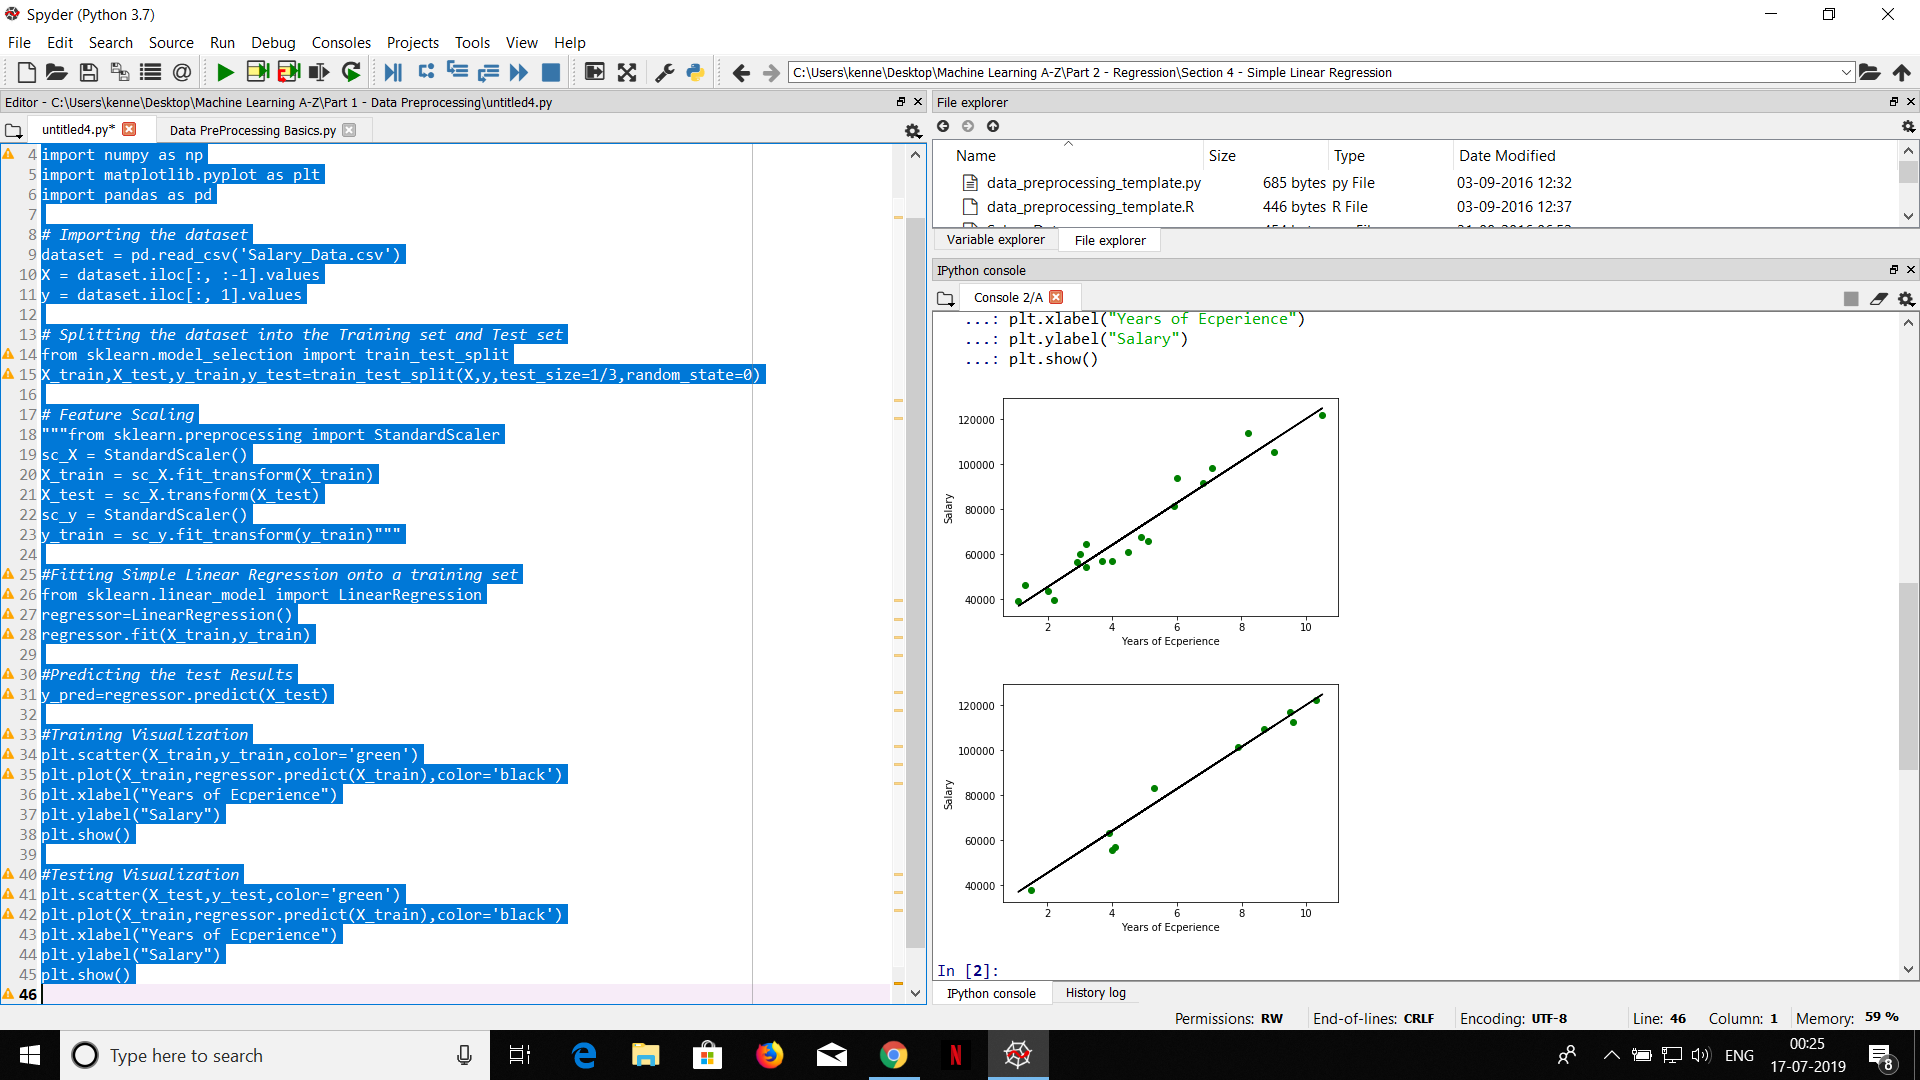 Spyder (Python 3.7)
File Edit Search Source Run Debug Consoles Projects Tools View Help
C:\Users\kenne\Desktop\Machine Learning A-Z\Part 2 - Regression\Section 4 - Simple Linear Regression
Editor - C:\Users\kenne\Desktop\Machine Learning A-Z\Part 1 - Data Preprocessing\untitled4.py
untitled4.py* Data PreProcessing Basics.py
4 import numpy as np
5 import matplotlib.pyplot as plt
6 import pandas as pd
7
8 # Importing the dataset
9 dataset = pd.read_csv('Salary_Data.csv')
10 X = dataset.iloc[:, :-1].values
11 y = dataset.iloc[:, 1].values
12
13 # Splitting the dataset into the Training set and Test set
14 from sklearn.model_selection import train_test_split
15 X_train,X_test,y_train,y_test=train_test_split(X,y,test_size=1/3,random_state=0)
16
17 # Feature Scaling
18 """from sklearn.preprocessing import StandardScaler
19 sc_X = StandardScaler()
20 X_train = sc_X.fit_transform(X_train)
21 X_test = sc_X.transform(X_test)
22 sc_y = StandardScaler()
23 y_train = sc_y.fit_transform(y_train)"""
24
25 #Fitting Simple Linear Regression onto a training set
26 from sklearn.linear_model import LinearRegression
27 regressor=LinearRegression()
28 regressor.fit(X_train,y_train)
29
30 #Predicting the test Results
31 y_pred=regressor.predict(X_test)
32
33 #Training Visualization
34 plt.scatter(X_train,y_train,color='green')
35 plt.plot(X_train,regressor.predict(X_train),color='black')
36 plt.xlabel("Years of Ecperience")
37 plt.ylabel("Salary")
38 plt.show()
39
40 #Testing Visualization
41 plt.scatter(X_test,y_test,color='green')
42 plt.plot(X_train,regressor.predict(X_train),color='black')
43 plt.xlabel("Years of Ecperience")
44 plt.ylabel("Salary")
45 plt.show()
46
File explorer
Name Size Type Date Modified
data_preprocessing_template.py 685 bytes py File 03-09-2016 12:32
data_preprocessing_template.R 446 bytes R File 03-09-2016 12:37
Variable explorer File explorer
IPython console
Console 2/A
...: plt.xlabel("Years of Ecperience")
...: plt.ylabel("Salary")
...: plt.show()
120000
100000
80000
60000
40000
Salary
2 4 6 8 10
Years of Ecperience
120000
100000
80000
60000
40000
Salary
2 4 6 8 10
Years of Ecperience
In [2]:
IPython console History log
Permissions: RW End-of-lines: CRLF Encoding: UTF-8 Line: 46 Column: 1 Memory: 59 %
Type here to search
ENG
00:25
17-07-2019
8